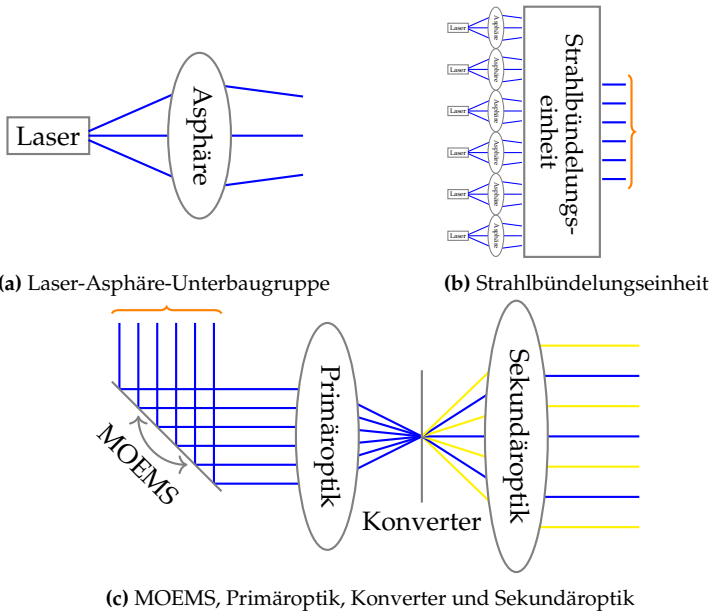 Laser
Asphäre
Laser
Asphäre
Laser
Asphäre
Laser
Asphäre
Laser
Asphäre
Laser
Asphäre
Laser
Asphäre
Strahlbündelungs-
einheit
(a) Laser-Asphäre-Unterbaugruppe
(b) Strahlbündelungseinheit
MOEMS
Primäroptik
Konverter
Sekundäroptik
(c) MOEMS, Primäroptik, Konverter und Sekundäroptik